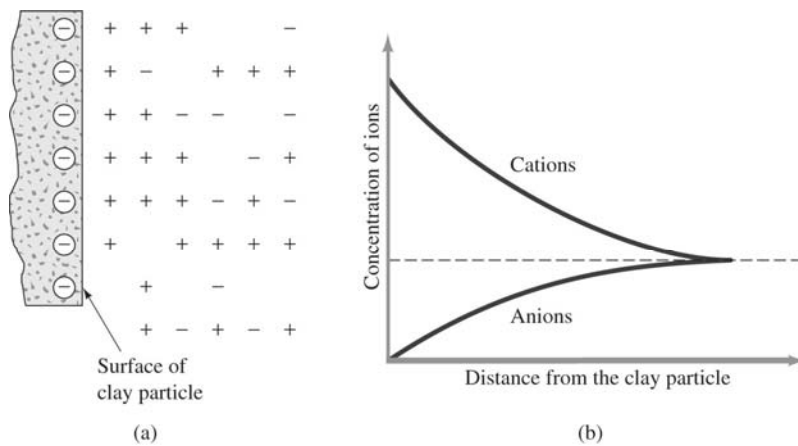 Surface of
clay particle
(a)
Concentration of ions
Cations
Anions
Distance from the clay particle
(b)